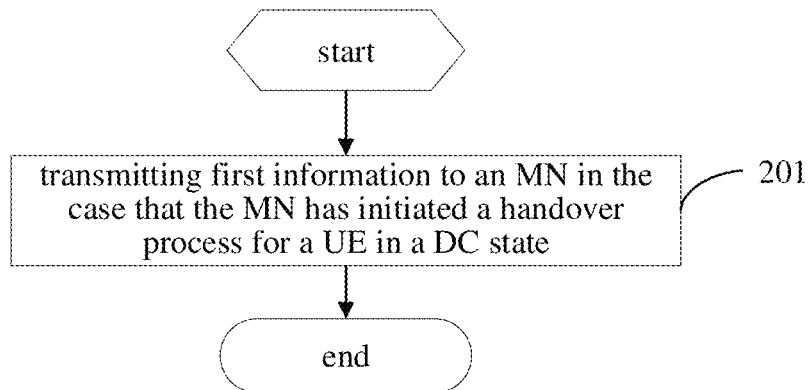 start
transmitting first information to an MN in the
case that the MN has initiated a handover
process for a UE in a DC state
201
end